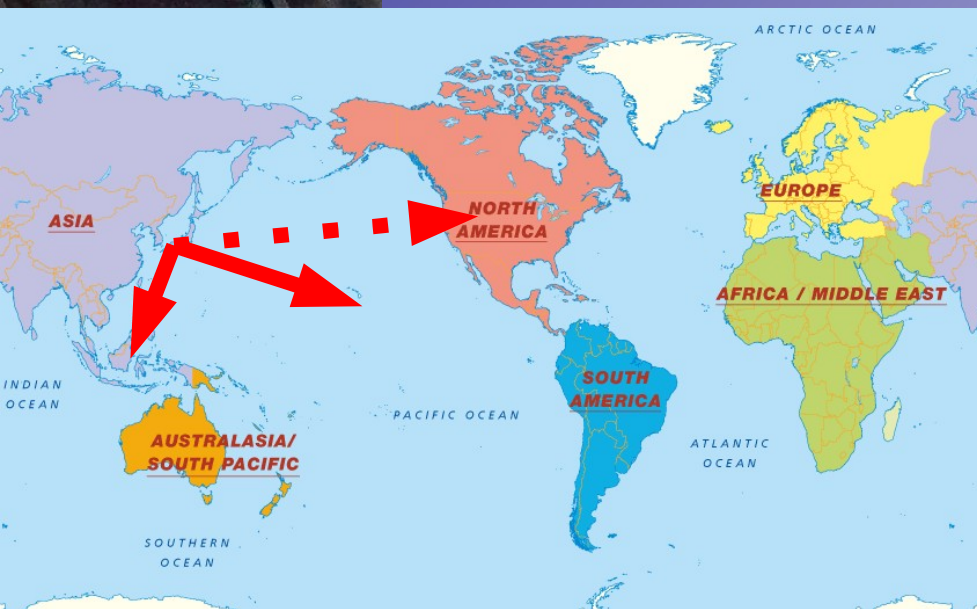 ARCTIC OCEAN
EUROPE
NORTH
AMERICA
ASIA
AFRICA / MIDDLE EAST
INDIAN
OCEAN
SOUTH
AMERICA
PACIFIC OCEAN
AUSTRALASIA/
SOUTH PACIFIC
ATLANTIC
OCEAN
SOUTHERN
OCEAN